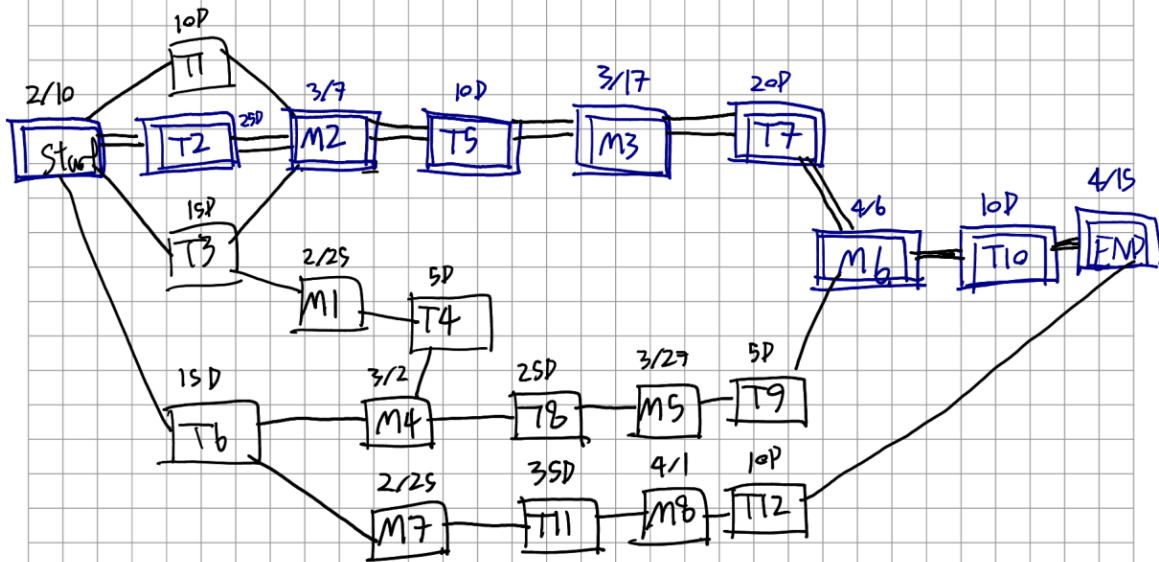 10D
T1
2/10
Start
T2
25D
3/7
M2
10D
T5
3/17
M3
20D
T7
15D
T3
2/25
M1
5D
T4
4/6
M6
10D
T10
4/15
END
15D
T6
3/2
M4
25D
T8
3/27
M5
5D
T9
2/25
M7
35D
T11
4/1
M8
10D
T12